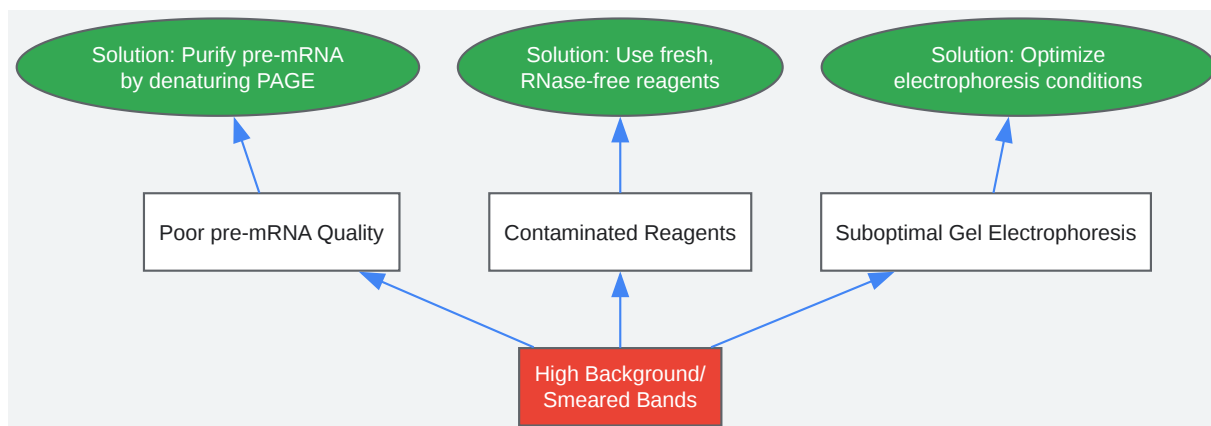 Solution: Purify pre-mRNA
by denaturing PAGE
Solution: Use fresh,
RNase-free reagents
Solution: Optimize
electrophoresis conditions
Poor pre-mRNA Quality
Contaminated Reagents
Suboptimal Gel Electrophoresis
High Background/
Smeared Bands